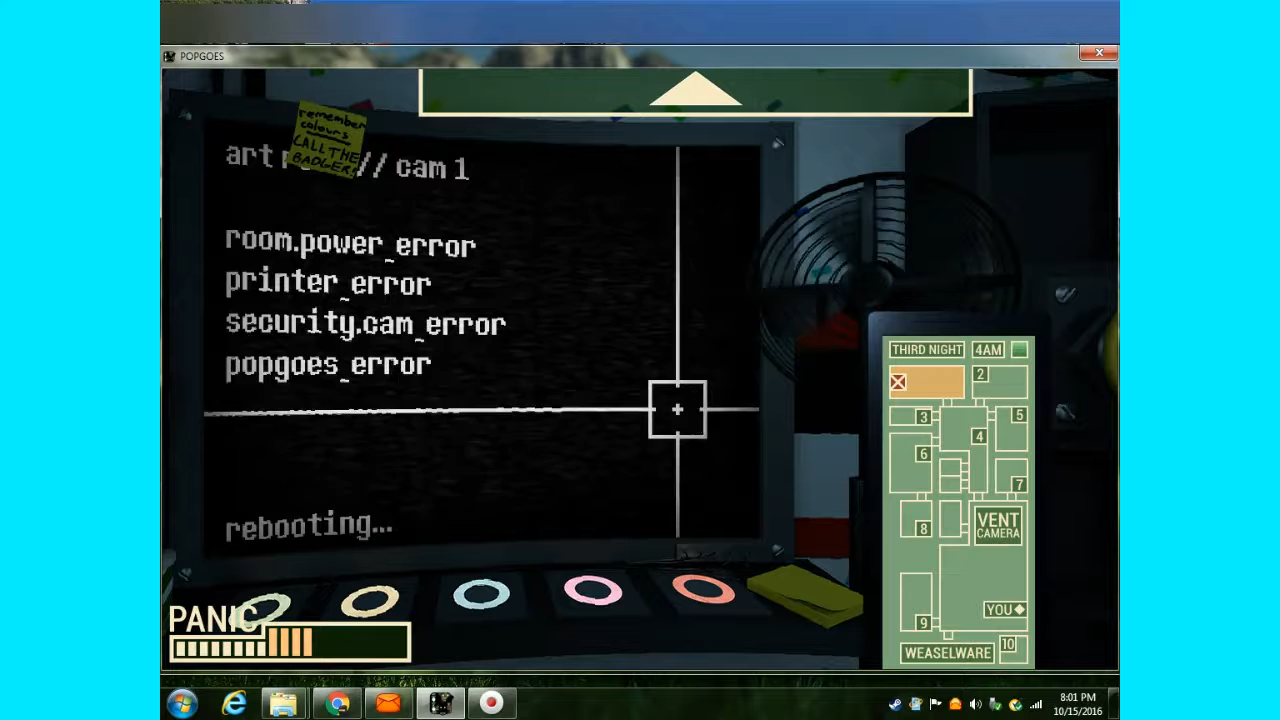 POPGOES
remember
colours
CALL THE
BADGER!
art // cam 1
room.power_error
printer_error
security.cam_error
popgoes_error
rebooting...
PANIC
THIRD NIGHT 4AM
2
3
5
4
6
7
8
VENT
CAMERA
YOU
9
10
WEASELWARE
8:01 PM
10/15/2016